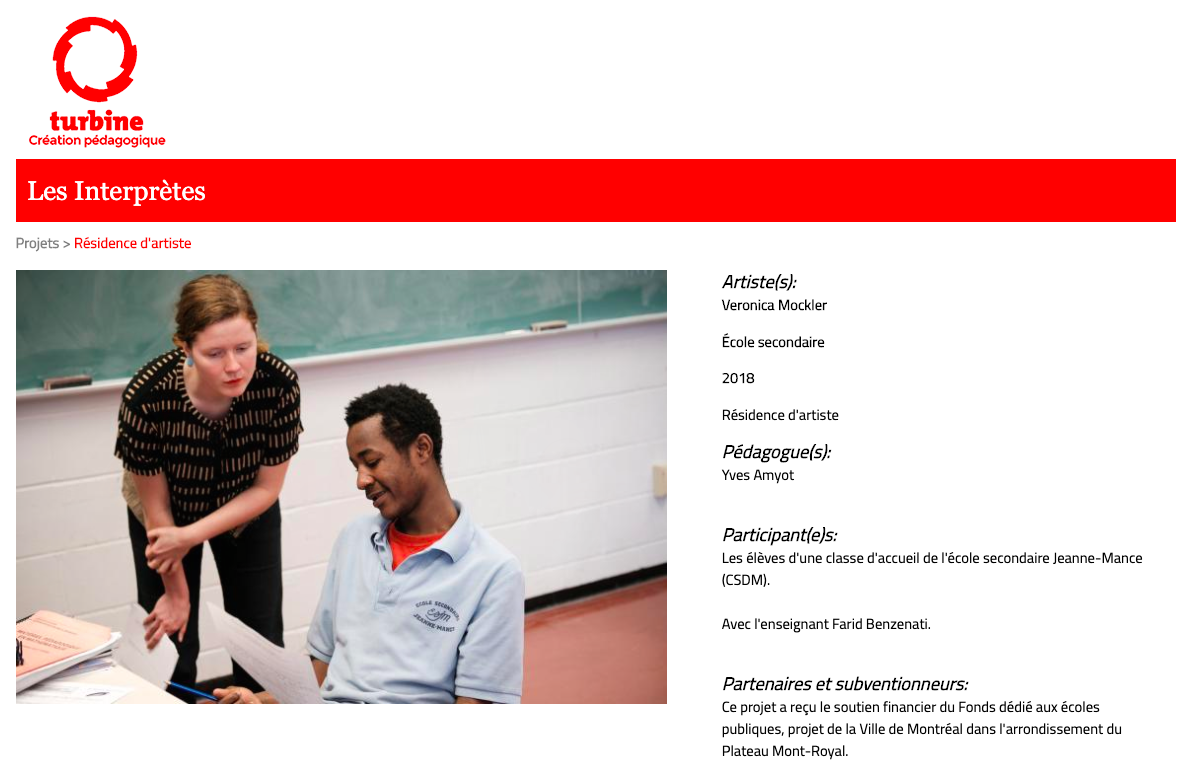 turbine
Création pédagogique
Les Interprètes
Projets > Résidence d'artiste
Artiste(s):
Veronica Mockler
École secondaire
2018
Résidence d'artiste
Pédagogue(s):
Yves Amyot
Participant(e)s:
Les élèves d'une classe d'accueil de l'école secondaire Jeanne-Mance
(CSDM).
Avec l'enseignant Farid Benzenati.
Partenaires et subventionneurs:
Ce projet a reçu le soutien financier du Fonds dédié aux écoles
publiques, projet de la Ville de Montréal dans l'arrondissement du
Plateau Mont-Royal.
ÉCOLE SECONDAIRE
JEANNE-MANCE